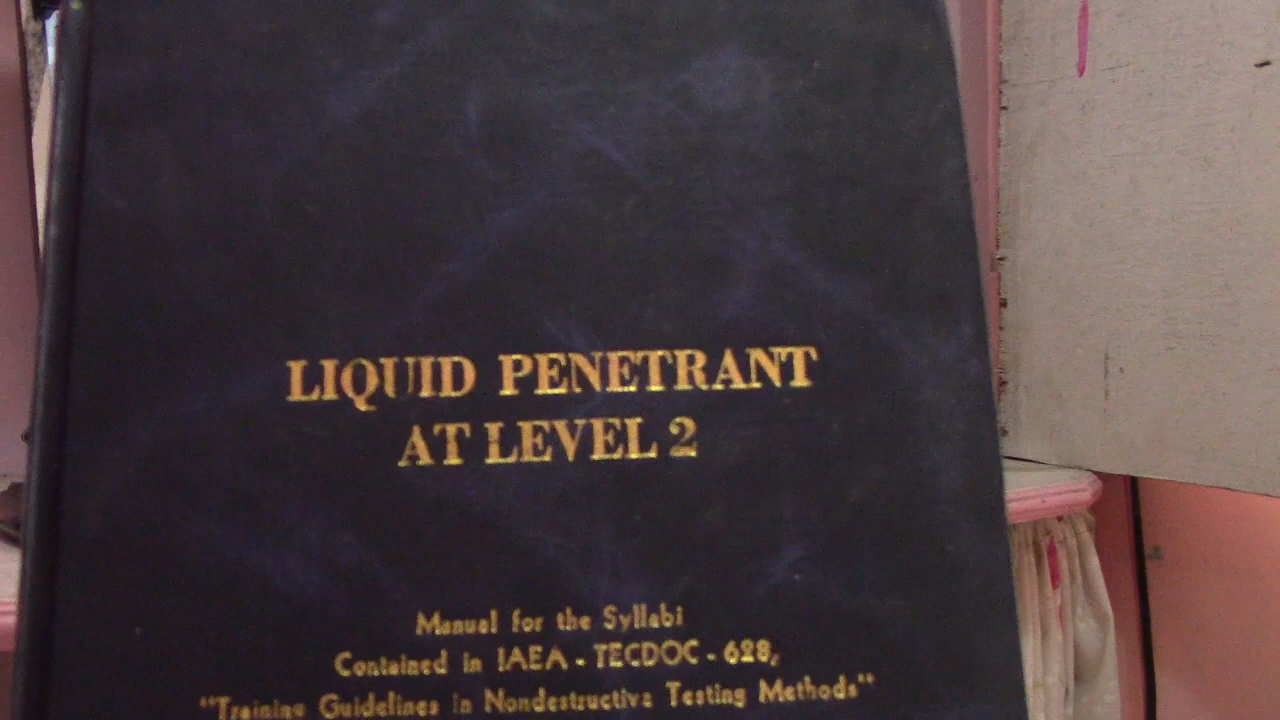 LIQUID PENETRANT
AT LEVEL 2
Manual for the Syllabi
Contained in IAEA - TECDOC - 628,
"Training Guidelines in Nondestructive Testing Methods"